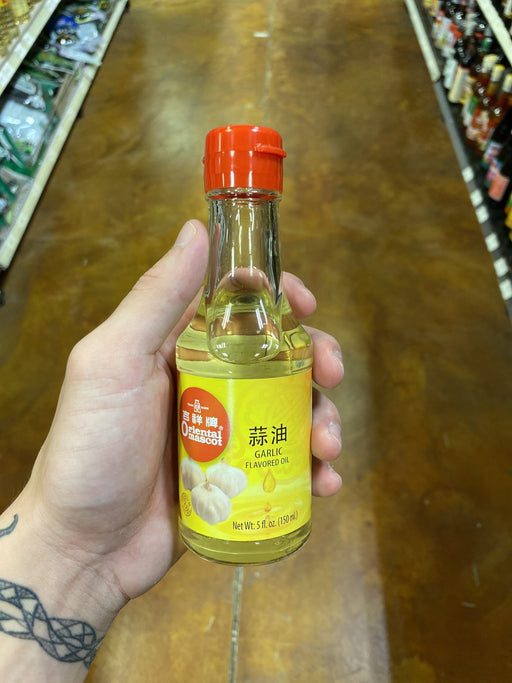 一品
吉祥牌®
Oriental
mascot
蒜油
GARLIC
FLAVORED OIL
Net Wt: 5 fl. oz. (150 ml.)